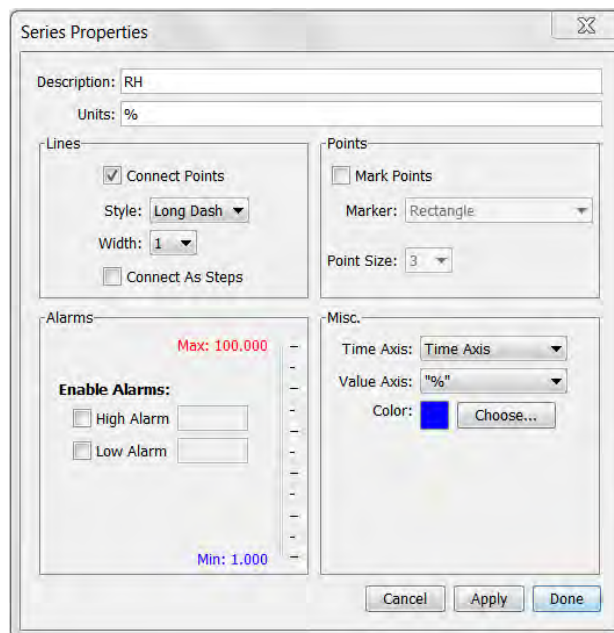 Series Properties
Description: RH
Units: %
Lines
Connect Points
Style: Long Dash
Width: 1
Connect As Steps
Points
Mark Points
Marker: Rectangle
Point Size: 3
Alarms
Max: 100.000
Enable Alarms:
High Alarm
Low Alarm
Min: 1.000
Misc.
Time Axis: Time Axis
Value Axis: "%"
Color: Choose...
Cancel Apply Done